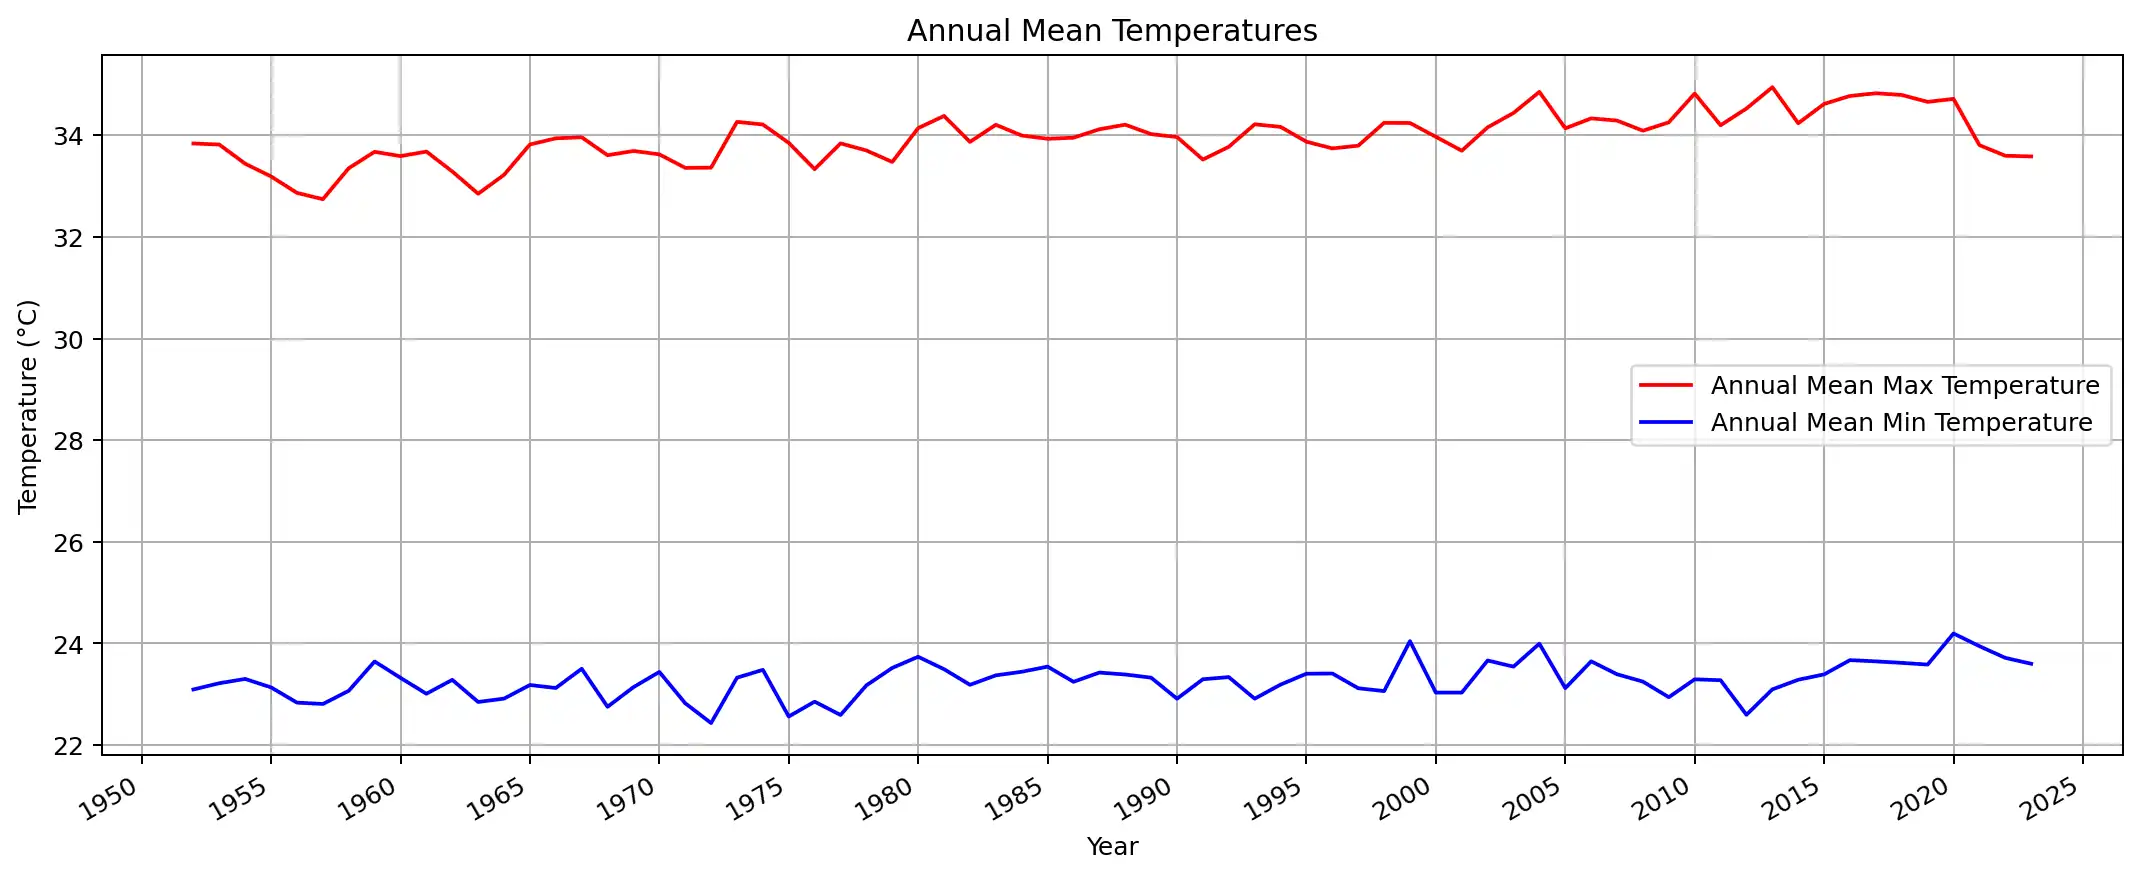 Annual Mean Temperatures
34
32
30
28
26
24
22
Temperature (°C)
Annual Mean Max Temperature
Annual Mean Min Temperature
1950 1955 1960 1965 1970 1975 1980 1985 1990 1995 2000 2005 2010 2015 2020 2025
Year